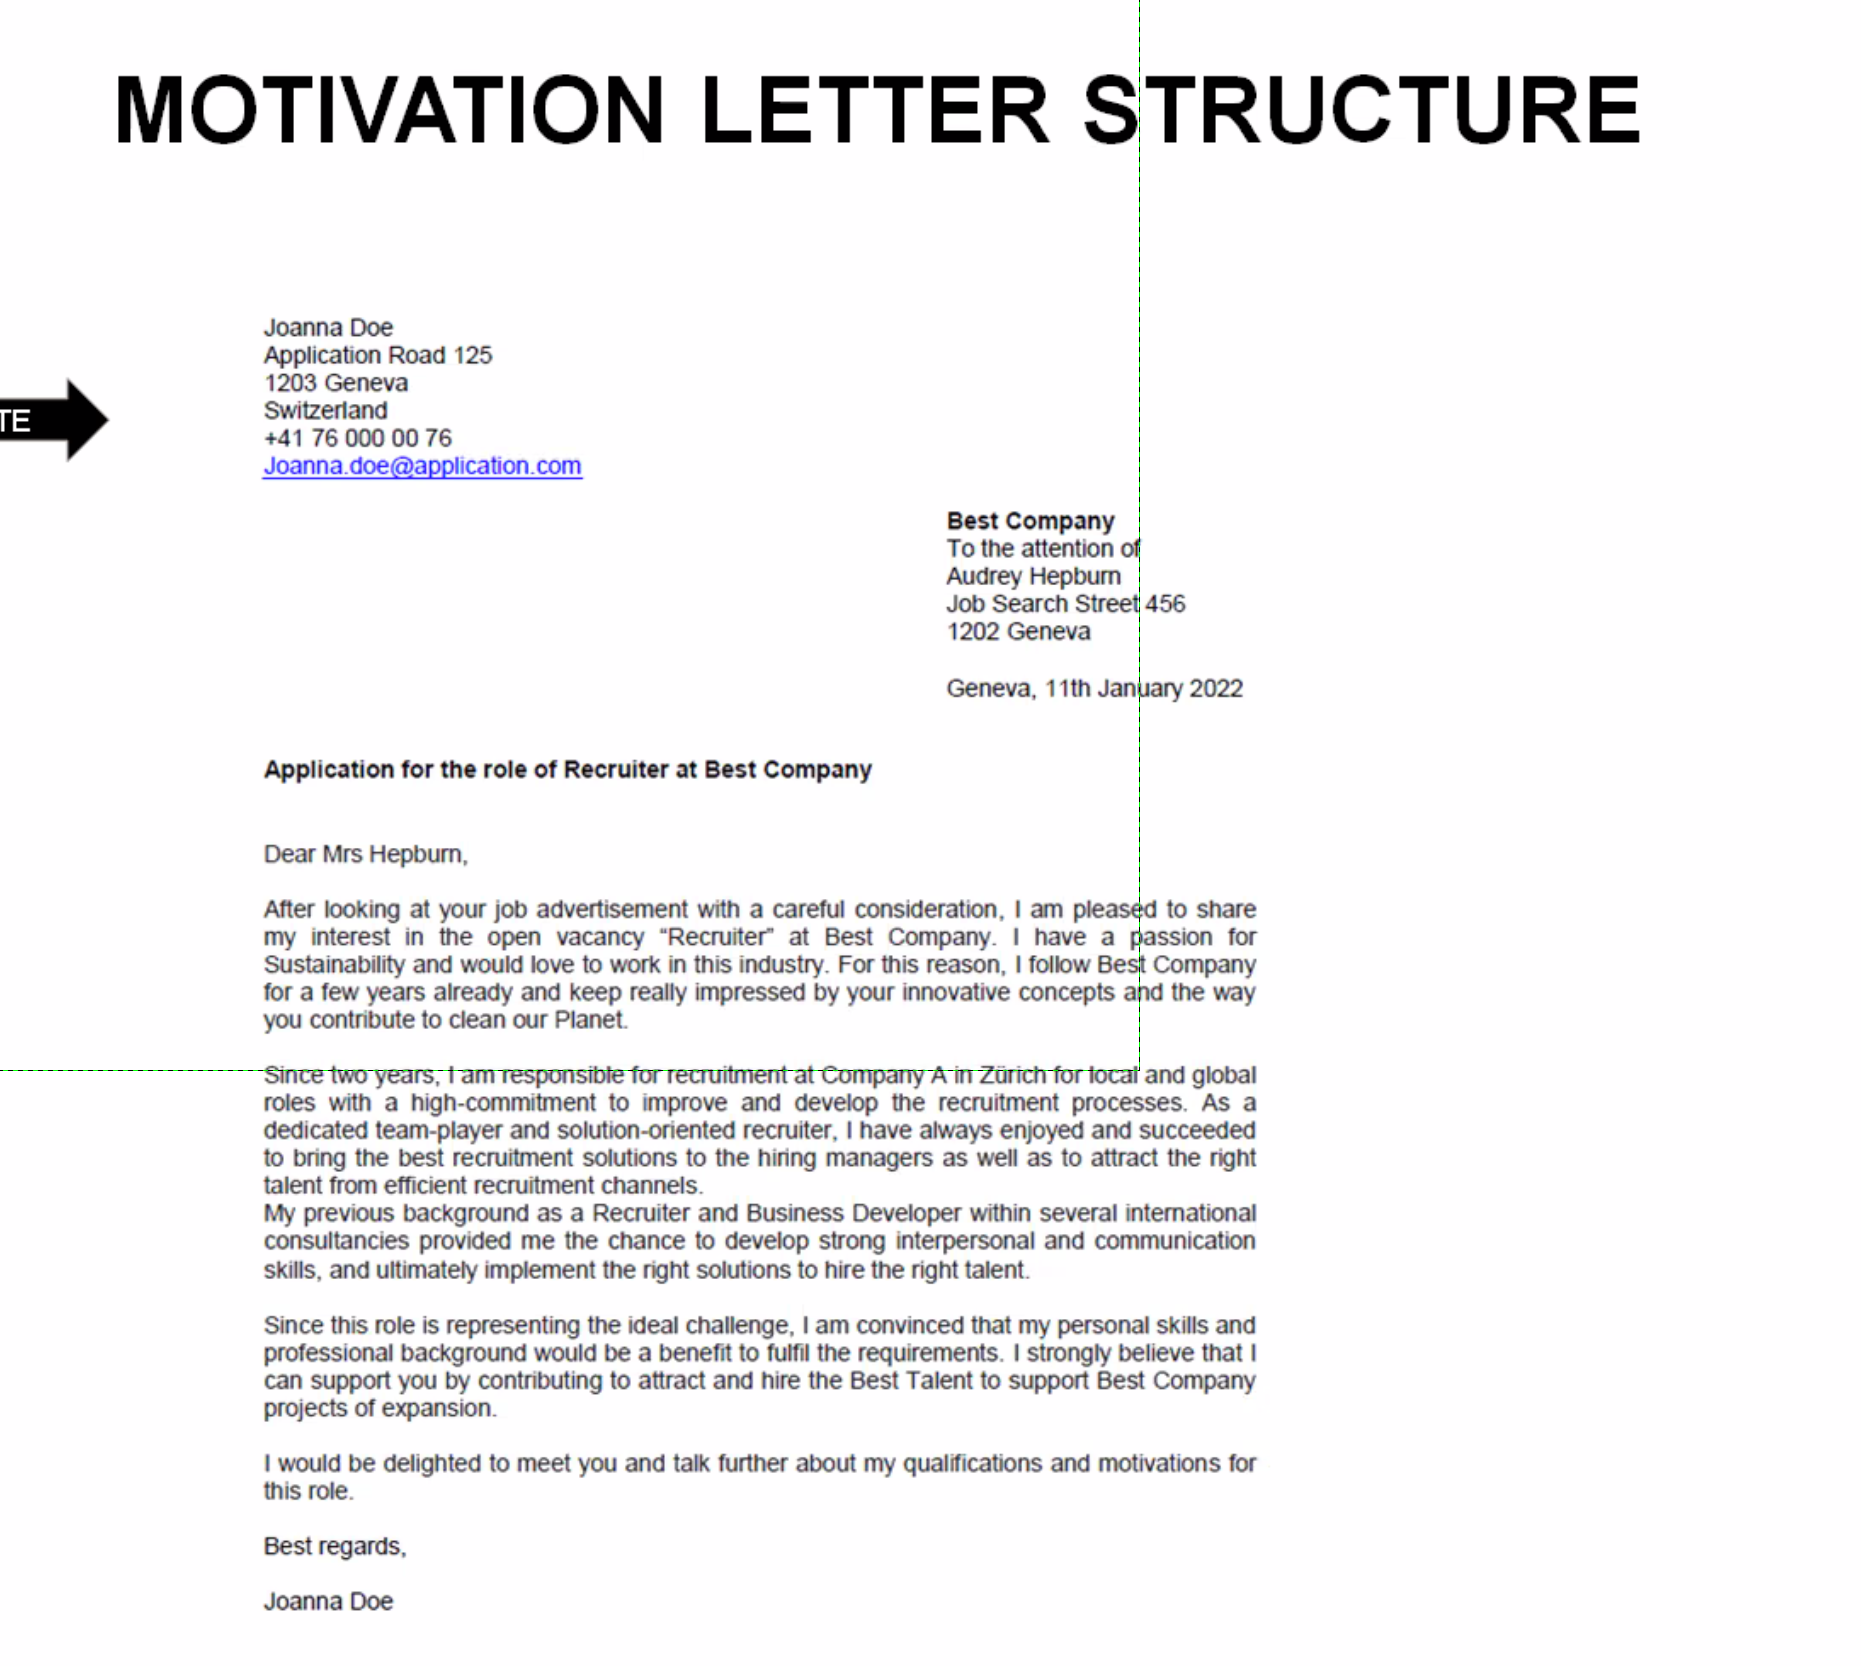 MOTIVATION LETTER STRUCTURE
Joanna Doe
Application Road 125
1203 Geneva
Switzerland
TE
+41 76 000 00 76
Joanna.doe@application.com
Best Company
To the attention of
Audrey Hepburn
Job Search Street 456
1202 Geneva
Geneva, 11th January 2022
Application for the role of Recruiter at Best Company
Dear Mrs Hepburn,
After looking at your job advertisement with a careful consideration, I am pleased to share
my interest in the open vacancy “Recruiter” at Best Company. I have a passion for
Sustainability and would love to work in this industry. For this reason, I follow Best Company
for a few years already and keep really impressed by your innovative concepts and the way
you contribute to clean our Planet.
Since two years, I am responsible for recruitment at Company A in Zürich for local and global
roles with a high-commitment to improve and develop the recruitment processes. As a
dedicated team-player and solution-oriented recruiter, I have always enjoyed and succeeded
to bring the best recruitment solutions to the hiring managers as well as to attract the right
talent from efficient recruitment channels.
My previous background as a Recruiter and Business Developer within several international
consultancies provided me the chance to develop strong interpersonal and communication
skills, and ultimately implement the right solutions to hire the right talent.
Since this role is representing the ideal challenge, I am convinced that my personal skills and
professional background would be a benefit to fulfil the requirements. I strongly believe that I
can support you by contributing to attract and hire the Best Talent to support Best Company
projects of expansion.
I would be delighted to meet you and talk further about my qualifications and motivations for
this role.
Best regards,
Joanna Doe